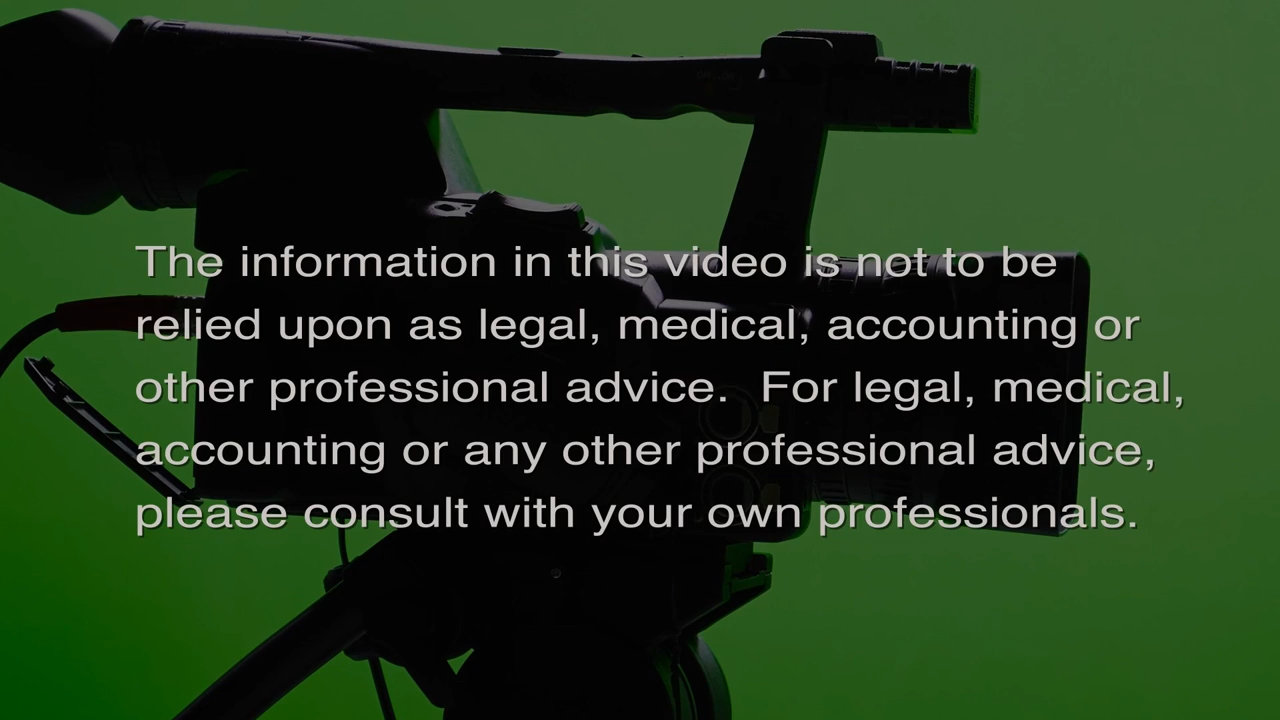 The information in this video is not to be
relied upon as legal, medical, accounting or
other professional advice.  For legal, medical,
accounting or any other professional advice,
please consult with your own professionals.